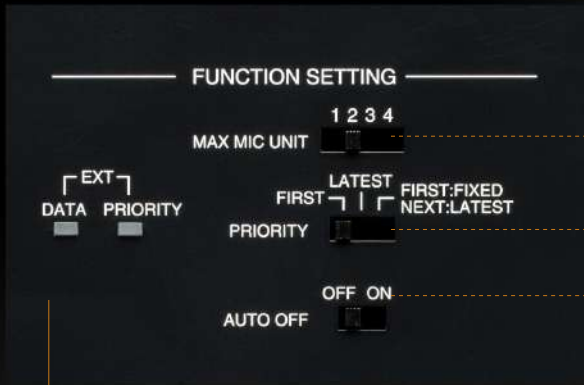 FUNCTION SETTING
1 2 3 4
MAX MIC UNIT
EXT
DATA PRIORITY
FIRST
LATEST
FIRST:FIXED
NEXT:LATEST
PRIORITY
OFF ON
AUTO OFF